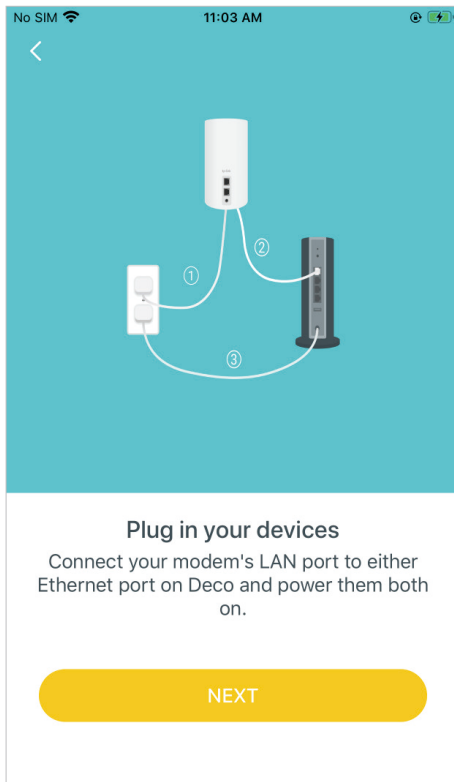 No SIM
11:03 AM
①
②
③
Plug in your devices
Connect your modem's LAN port to either
Ethernet port on Deco and power them both
on.
NEXT